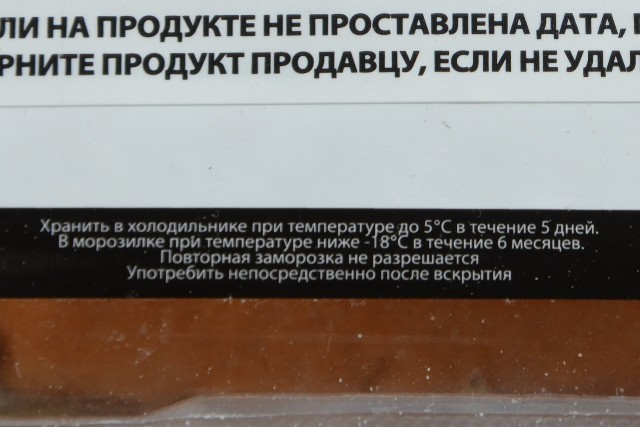 ЛИ НА ПРОДУКТЕ НЕ ПРОСТАВЛЕНА ДАТА,
РНИТЕ ПРОДУКТ ПРОДАВЦУ, ЕСЛИ НЕ УДАЛ
Хранить в холодильнике при температуре до 5°C в течение 5 дней.
В морозилке при температуре ниже -18°C в течение 6 месяцев.
Повторная заморозка не разрешается
Употребить непосредственно после вскрытия